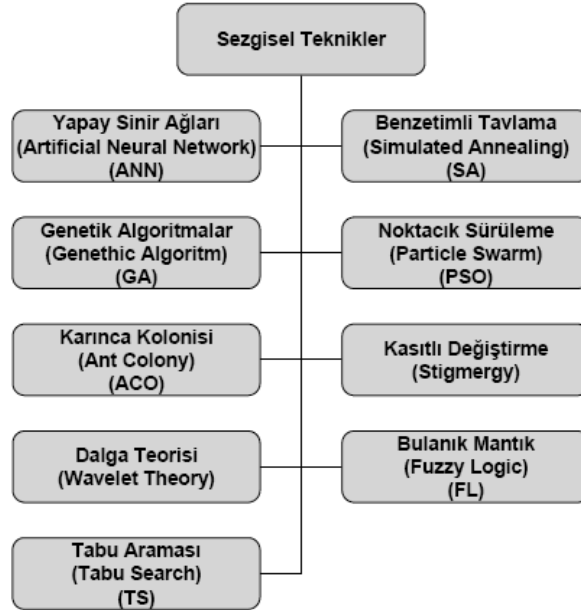 Sezgisel Teknikler
Yapay Sinir Ağları
(Artificial Neural Network)
(ANN)
Benzetimli Tavlama
(Simulated Annealing)
(SA)
Genetik Algoritmalar
(Genethic Algoritm)
(GA)
Noktacık Sürüleme
(Particle Swarm)
(PSO)
Karınca Kolonisi
(Ant Colony)
(ACO)
Kasıtlı Değiştirme
(Stigmergy)
Dalga Teorisi
(Wavelet Theory)
Bulanık Mantık
(Fuzzy Logic)
(FL)
Tabu Araması
(Tabu Search)
(TS)